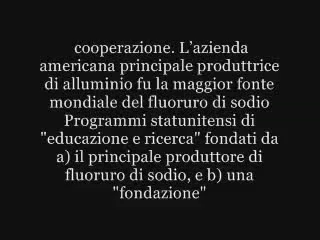 cooperazione. L’azienda
americana principale produttrice
di alluminio fu la maggior fonte
mondiale del fluoruro di sodio
Programmi statunitensi di
"educazione e ricerca" fondati da
a) il principale produttore di
fluoruro di sodio, e b) una
"fondazione"